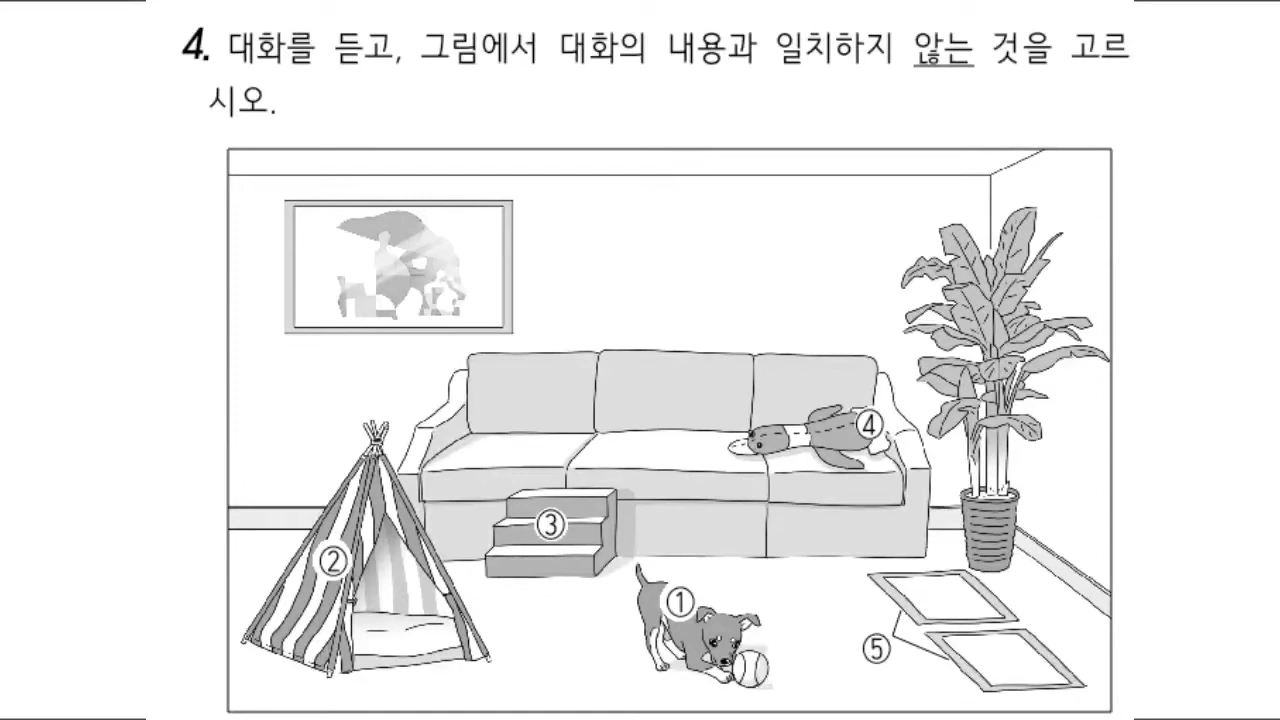 4. 대화를 듣고, 그림에서 대화의 내용과 일치하지 않는 것을 고르
시오.
④
③
②
①
⑤